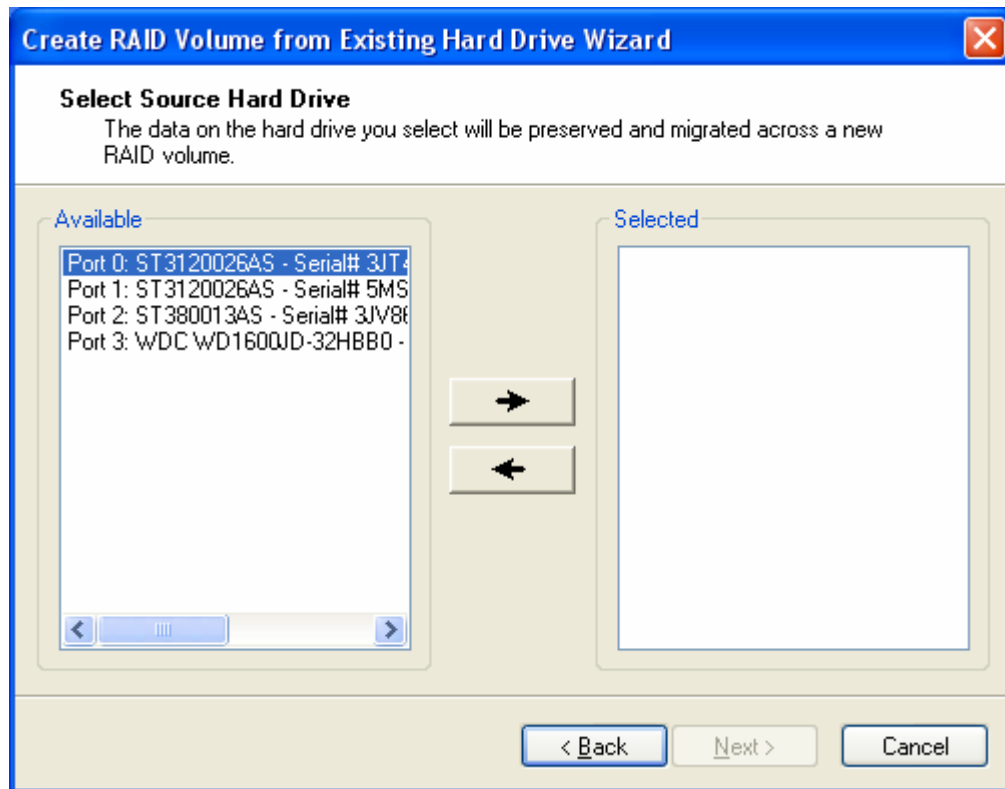 Create RAID Volume from Existing Hard Drive Wizard
Select Source Hard Drive
The data on the hard drive you select will be preserved and migrated across a new
RAID volume.
Available
Selected
Port 0: ST3120026AS - Serial# 3JT4
Port 1: ST3120026AS - Serial# 5MS
Port 2: ST380013AS - Serial# 3JV86
Port 3: WDC WD1600JD-32HBB0 -
< Back
Next >
Cancel